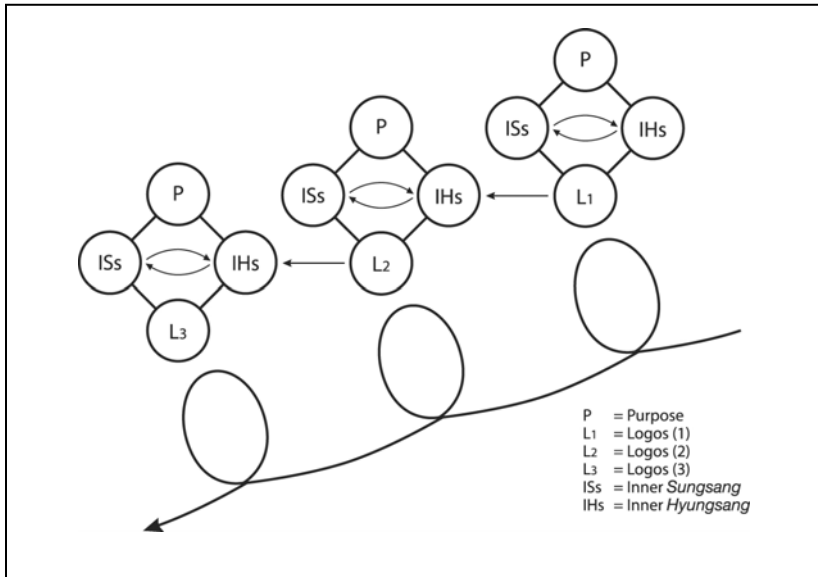 P
ISs
IHs
L1
P
ISs
IHs
L2
P
ISs
IHs
L3
P = Purpose
L1 = Logos (1)
L2 = Logos (2)
L3 = Logos (3)
ISs = Inner Sungsang
IHs = Inner Hyungsang